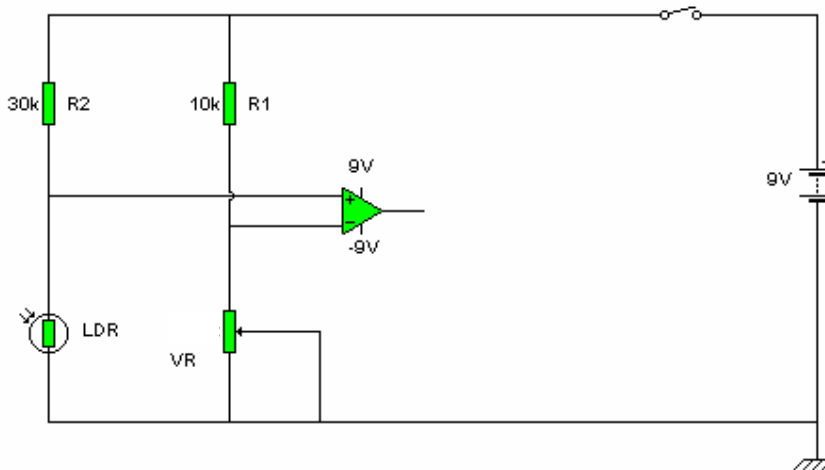 30k R2
10k R1
9V
+
−
-9V
9V
+
LDR
VR